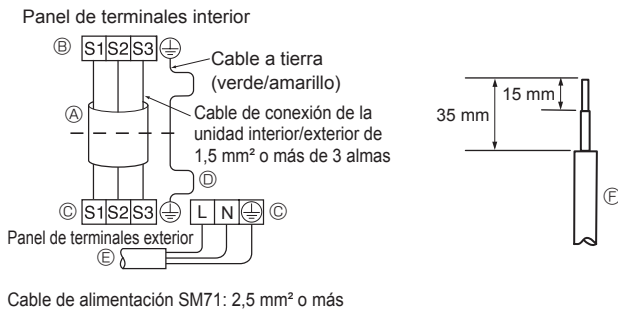 Panel de terminales interior
Ⓑ S1 S2 S3
Cable a tierra
(verde/amarillo)
Ⓐ
Cable de conexión de la
unidad interior/exterior de
1,5 mm² o más de 3 almas
Ⓓ
Ⓒ S1 S2 S3
L N Ⓒ
Panel de terminales exterior
Ⓔ
15 mm
35 mm
Ⓕ
Cable de alimentación SM71: 2,5 mm² o más